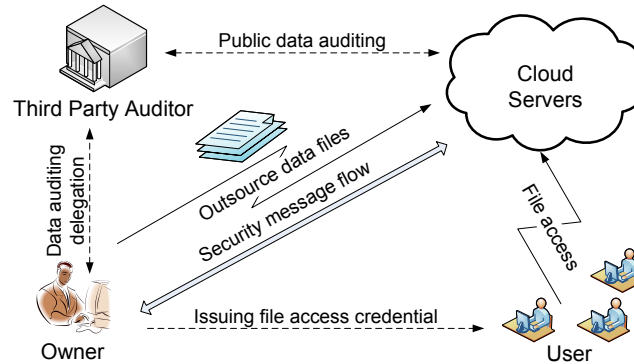 Public data auditing
Cloud
Servers
Third Party Auditor
Data auditing
delegation
Outsource data files
Security message flow
File access
Issuing file access credential
Owner
User